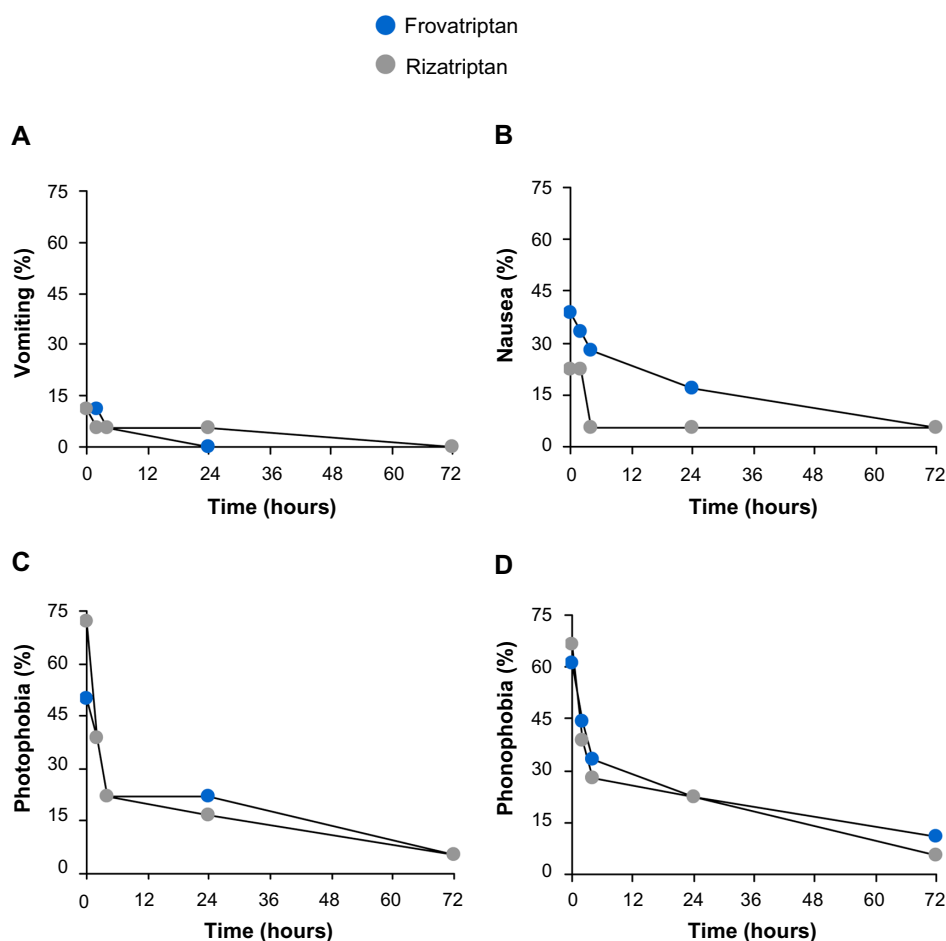 Frovatriptan
Rizatriptan
A
75
60
45
30
15
0
Vomiting (%)
0 12 24 36 48 60 72
Time (hours)
B
75
60
45
30
15
0
Nausea (%)
0 12 24 36 48 60 72
Time (hours)
C
75
60
45
30
15
0
Photophobia (%)
0 12 24 36 48 60 72
Time (hours)
D
75
60
45
30
15
0
Phonophobia (%)
0 12 24 36 48 60 72
Time (hours)